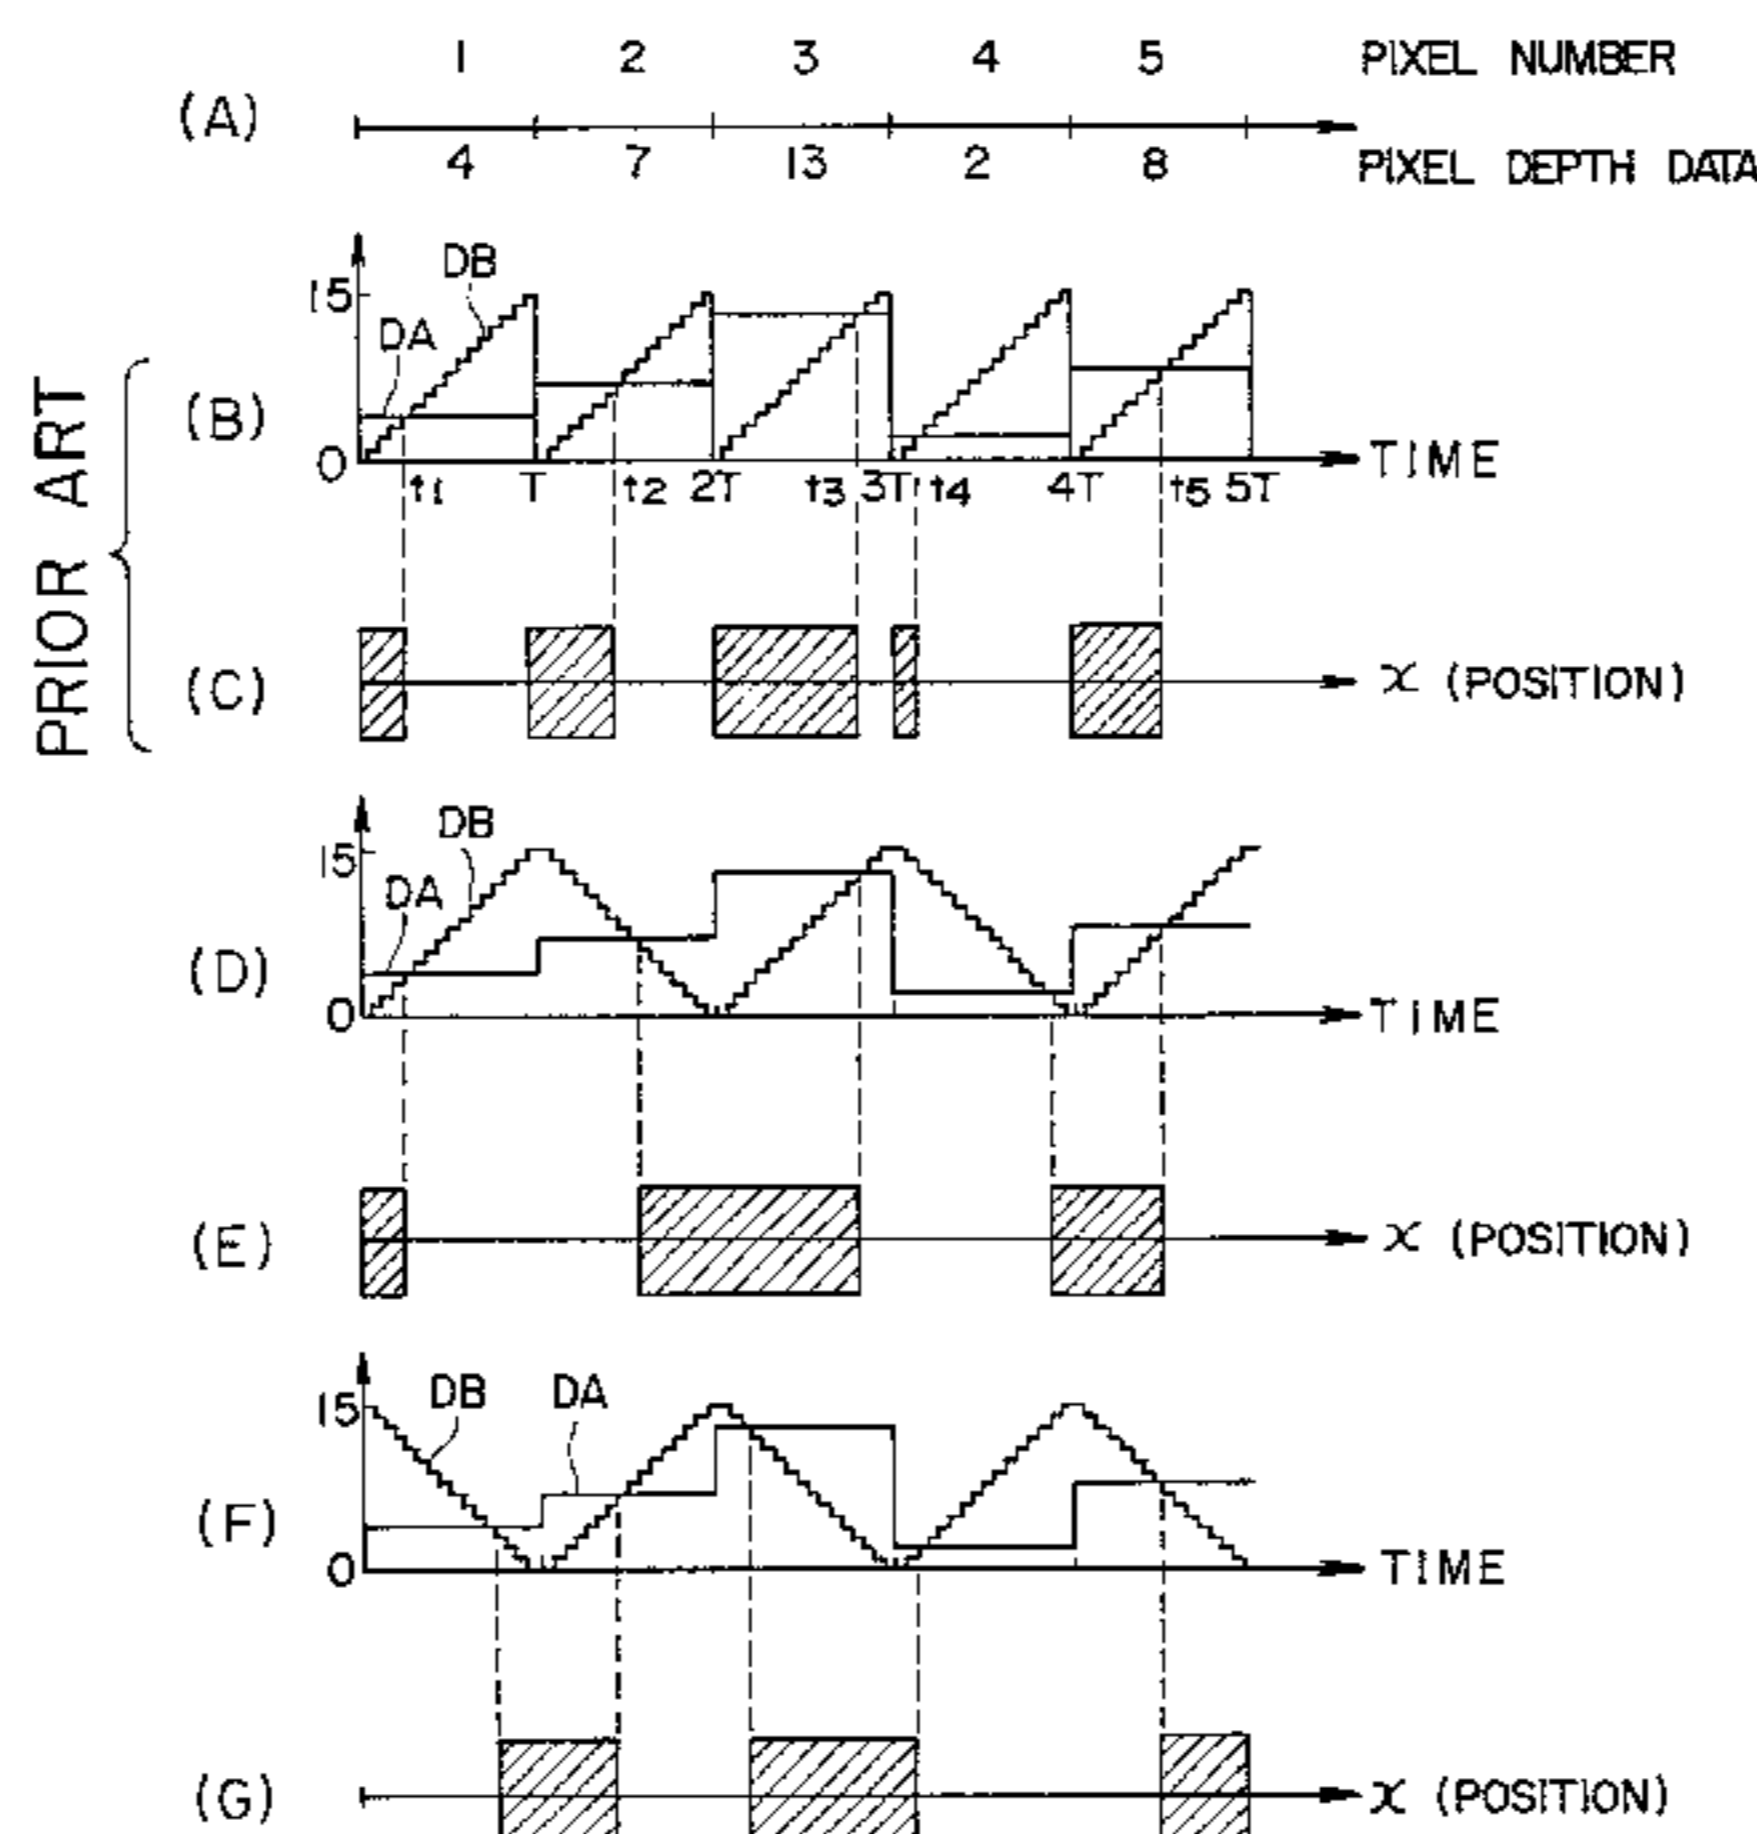 1 2 3 4 5 PIXEL NUMBER
(A)
4 7 13 2 8 PIXEL DEPTH DATA
PRIOR ART
(B)
15
DB
DA
0
TIME
t1 T t2 2T t3 3T t4 4T t5 5T
(C)
x (POSITION)
(D)
15
DB
DA
0
TIME
(E)
x (POSITION)
(F)
15
DB DA
0
TIME
(G)
x (POSITION)